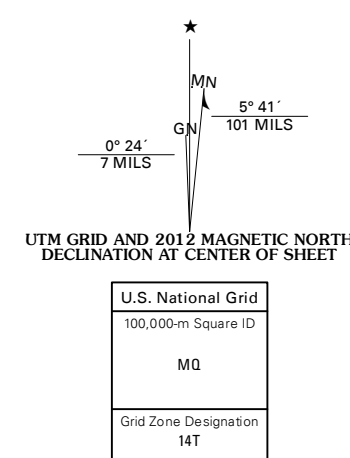 ★
MN
GN
5° 41´
101 MILS
0° 24´
7 MILS
UTM GRID AND 2012 MAGNETIC NORTH
DECLINATION AT CENTER OF SHEET
U.S. National Grid
100,000-m Square ID
MQ
Grid Zone Designation
14T